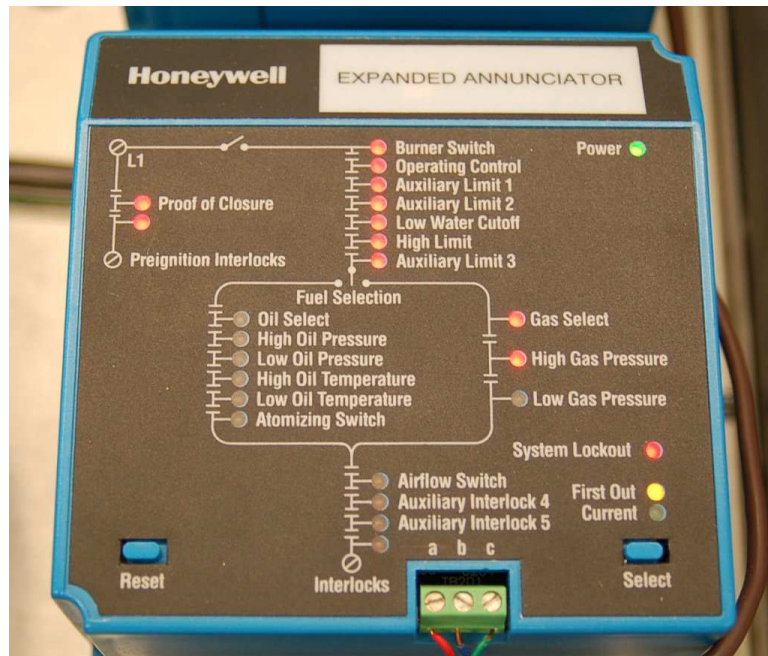 Honeywell
EXPANDED ANNUNCIATOR
L1
Burner Switch
Power
Operating Control
Auxiliary Limit 1
Proof of Closure
Auxiliary Limit 2
Low Water Cutoff
High Limit
Preignition Interlocks
Auxiliary Limit 3
Fuel Selection
Oil Select
Gas Select
High Oil Pressure
Low Oil Pressure
High Gas Pressure
High Oil Temperature
Low Oil Temperature
Low Gas Pressure
Atomizing Switch
System Lockout
Airflow Switch
First Out
Auxiliary Interlock 4
Current
Auxiliary Interlock 5
a b c
Reset
Interlocks
TB201
Select